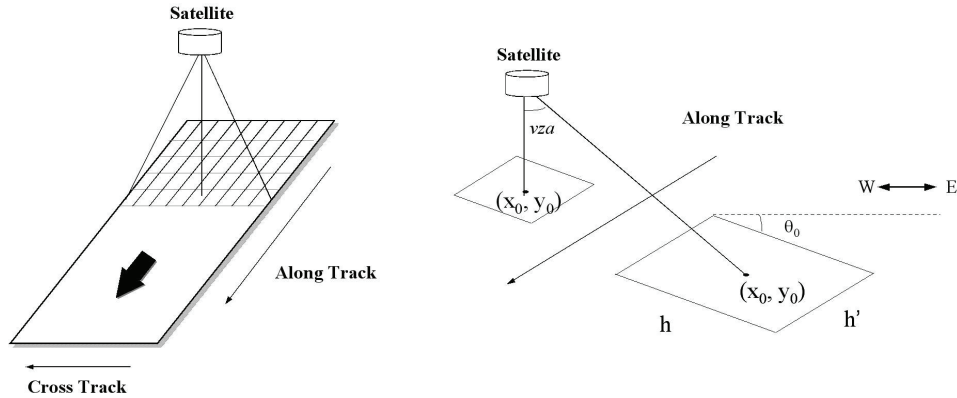 Satellite
Along Track
Cross Track
Satellite
vza
Along Track
(x₀, y₀)
W
E
θ₀
(x₀, y₀)
h
h'